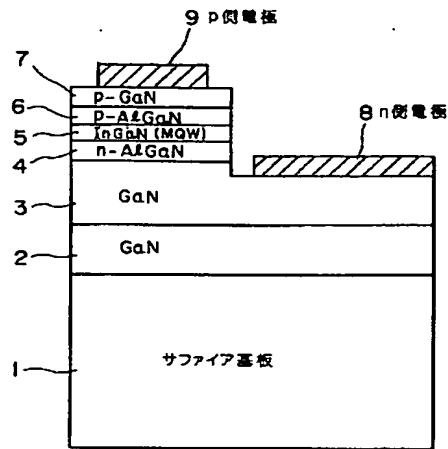 9 p側電極
7
p-GaN
6
p-AlGaN
5
InGaN (MQW)
4
n-AlGaN
8 n側電極
3
GaN
2
GaN
1
サファイア基板